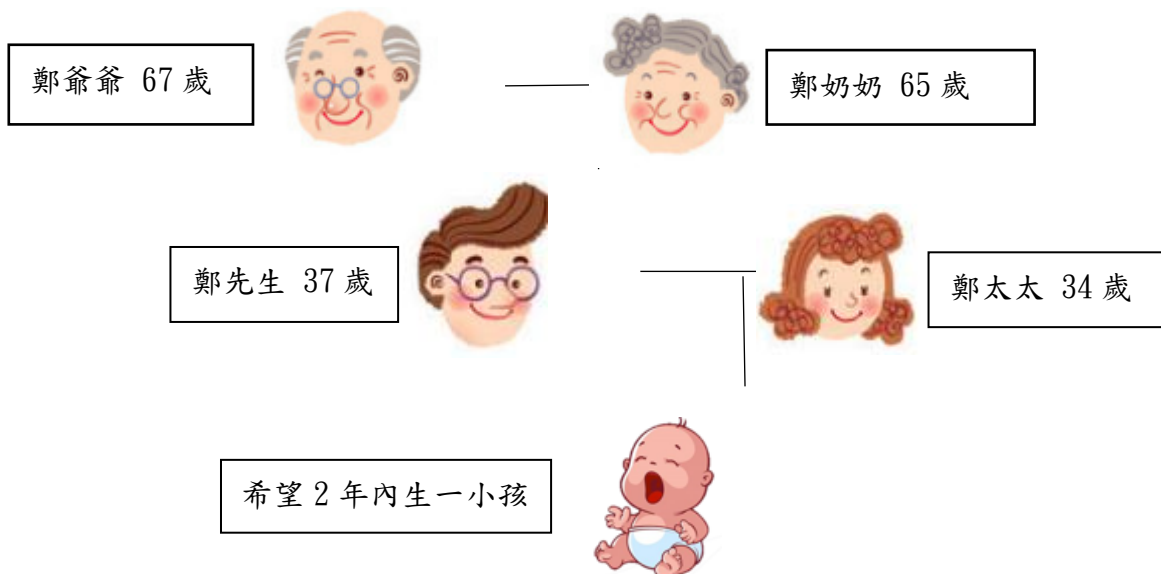 鄭爺爺 67 歲
鄭奶奶 65 歲
鄭先生 37 歲
鄭太太 34 歲
希望 2 年內生一小孩